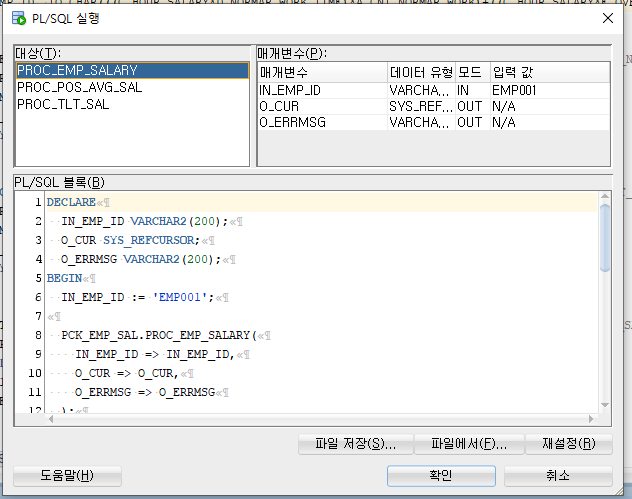 PL/SQL 실행
대상(T):
PROC_EMP_SALARY
PROC_POS_AVG_SAL
PROC_TLT_SAL
매개변수(P):
매개변수 데이터 유형 모드 입력 값
IN_EMP_ID VARCHA... IN EMP001
O_CUR SYS_REF... OUT N/A
O_ERRMSG VARCHA... OUT N/A
PL/SQL 블록(B)
1 DECLARE«¶
2 IN_EMP_ID VARCHAR2(200);«¶
3 O_CUR SYS_REFCURSOR;«¶
4 O_ERRMSG VARCHAR2(200);«¶
5 BEGIN«¶
6 IN_EMP_ID := 'EMP001';«¶
7 «¶
8 PCK_EMP_SAL.PROC_EMP_SALARY(«¶
9 IN_EMP_ID => IN_EMP_ID,«¶
10 O_CUR => O_CUR,«¶
11 O_ERRMSG => O_ERRMSG«¶
12 );«¶
파일 저장(S)... 파일에서(F)... 재설정(R)
도움말(H) 확인 취소